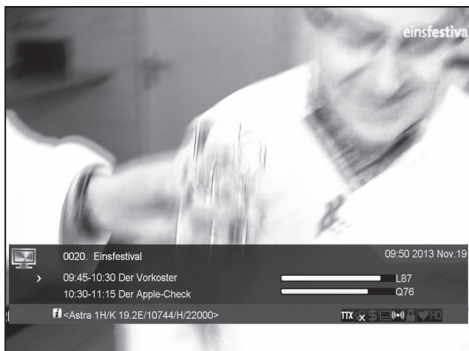 einsfestiva
0020. Einsfestival 09:50 2013 Nov.19
09:45-10:30 Der Vorkoster L87
10:30-11:15 Der Apple-Check Q76
<Astra 1H/K 19.2E/10744/H/22000> TTX $ HD